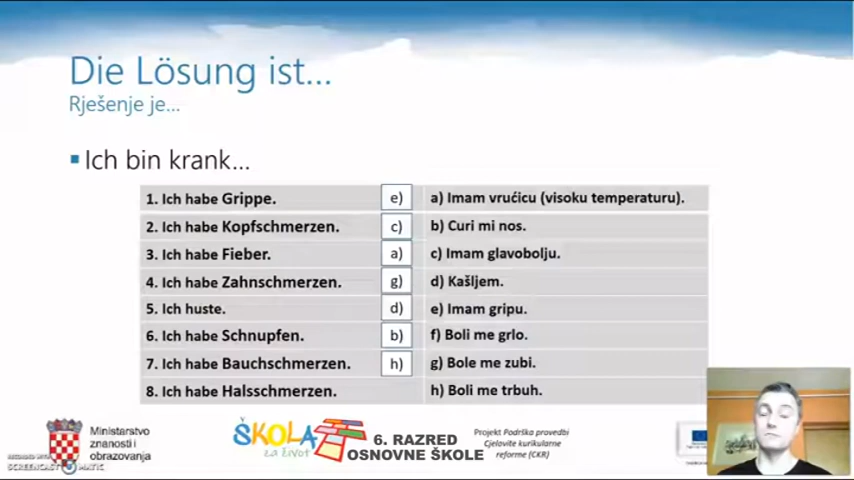 Die Lösung ist...
Rješenje je...
Ich bin krank...
1. Ich habe Grippe. e) a) Imam vrućicu (visoku temperaturu).
2. Ich habe Kopfschmerzen. c) b) Curi mi nos.
3. Ich habe Fieber. a) c) Imam glavobolju.
4. Ich habe Zahnschmerzen. g) d) Kašljem.
5. Ich huste. d) e) Imam gripu.
6. Ich habe Schnupfen. b) f) Boli me grlo.
7. Ich habe Bauchschmerzen. h) g) Bole me zubi.
8. Ich habe Halsschmerzen. h) Boli me trbuh.
Ministarstvo
znanosti i
obrazovanja
ŠKOLA
za život
6. RAZRED
OSNOVNE ŠKOLE
Projekt Podrška provedbi
Cjelovite kurikularne
reforme (CKR)
SCREENCAST MATIC